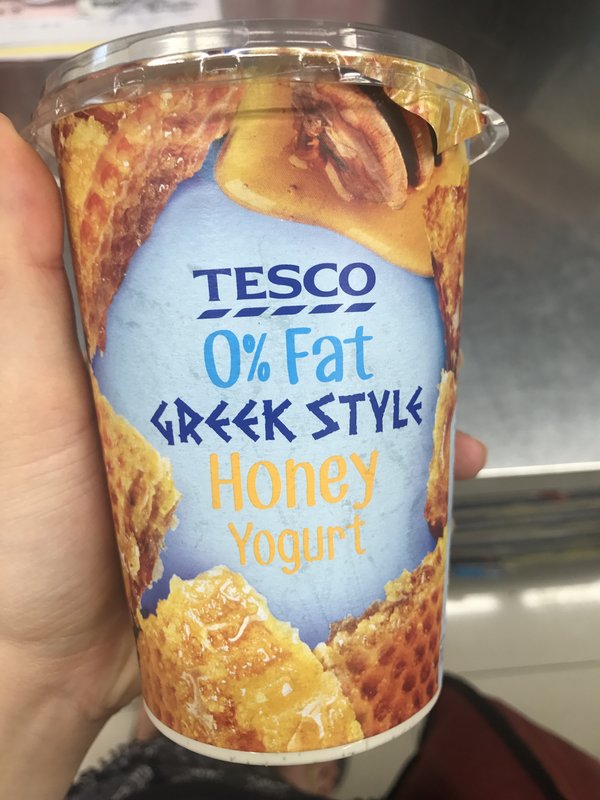 TESCO
0% Fat
GREEK STYLE
Honey
Yogurt